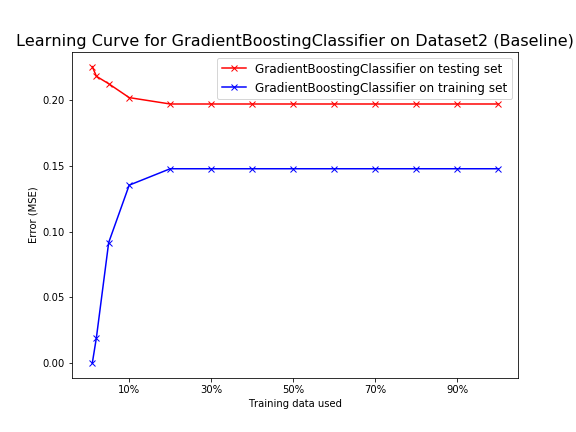 Learning Curve for GradientBoostingClassifier on Dataset2 (Baseline)
GradientBoostingClassifier on testing set
GradientBoostingClassifier on training set
Error (MSE)
0.20
0.15
0.10
0.05
0.00
10%
30%
50%
70%
90%
Training data used